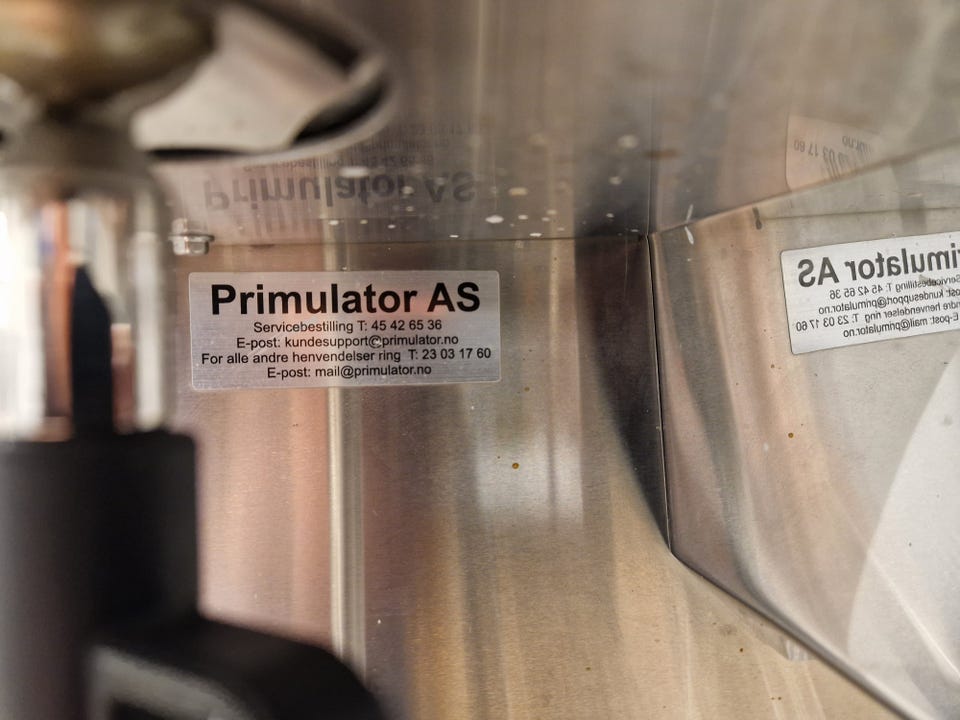 Primulator AS
Servicebestilling T: 45 42 65 36
E-post: kundesupport@primulator.no
For alle andre henvendelser ring T: 23 03 17 60
E-post: mail@primulator.no